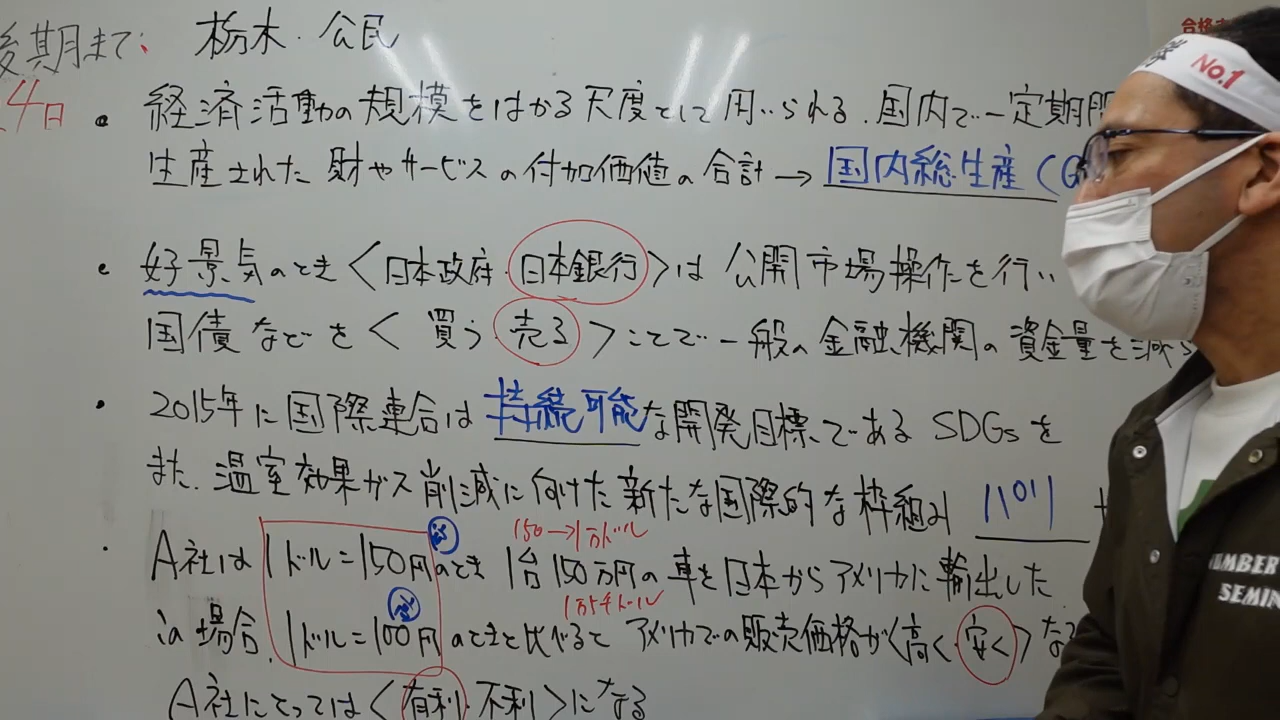 後期まで、 栃木・公民
4日
合格
No.1
・経済活動の規模をはかる尺度として用いられる。国内で一定期間
生産された財やサービスの付加価値の合計→国内総生産(G
・好景気のとき〈日本政府・日本銀行〉は公開市場操作を行い
国債などを〈買う・売る〉ことで一般の金融機関の資金量を減ら
・2015年に国際連合は持続可能な開発目標であるSDGsを
また、温室効果ガス削減に向けた新たな国際的な枠組み パリ
150→1万ドル
・A社は1ドル=150円のとき1台150万円の車を日本からアメリカに輸出した
1万5千ドル
この場合、1ドル=100円のときと比べるとアメリカでの販売価格が〈高く・安く〉なる
A社にとっては〈有利・不利〉になる
NUMBER
SEMIN